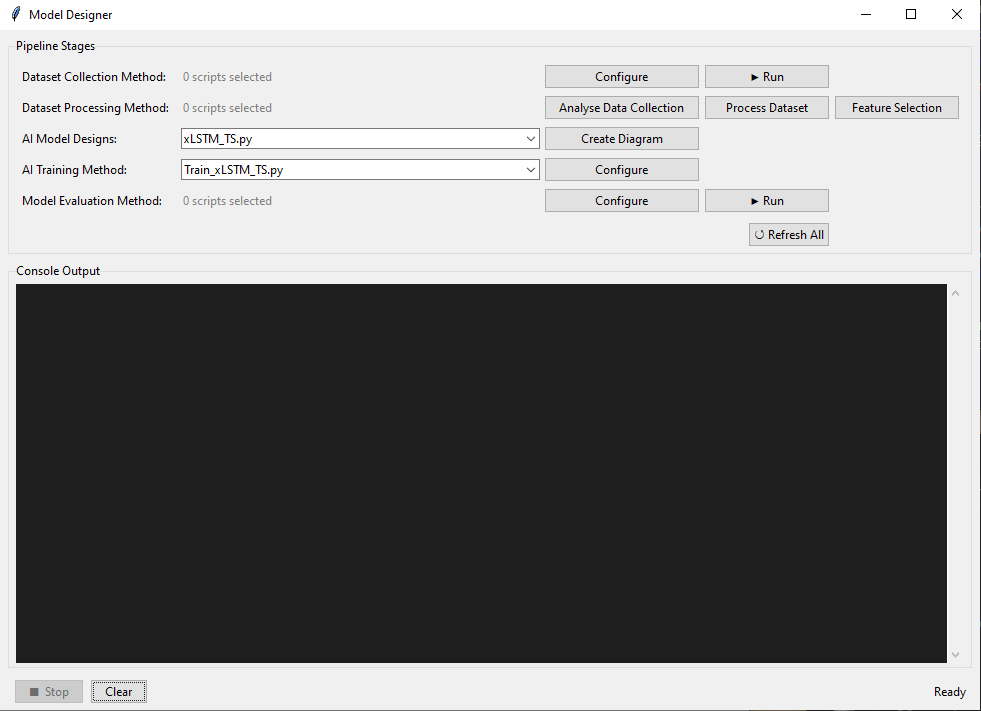 Model Designer
Pipeline Stages
Dataset Collection Method: 0 scripts selected Configure ► Run
Dataset Processing Method: 0 scripts selected Analyse Data Collection Process Dataset Feature Selection
AI Model Designs: xLSTM_TS.py Create Diagram
AI Training Method: Train_xLSTM_TS.py Configure
Model Evaluation Method: 0 scripts selected Configure ► Run
↻ Refresh All
Console Output
■ Stop Clear Ready